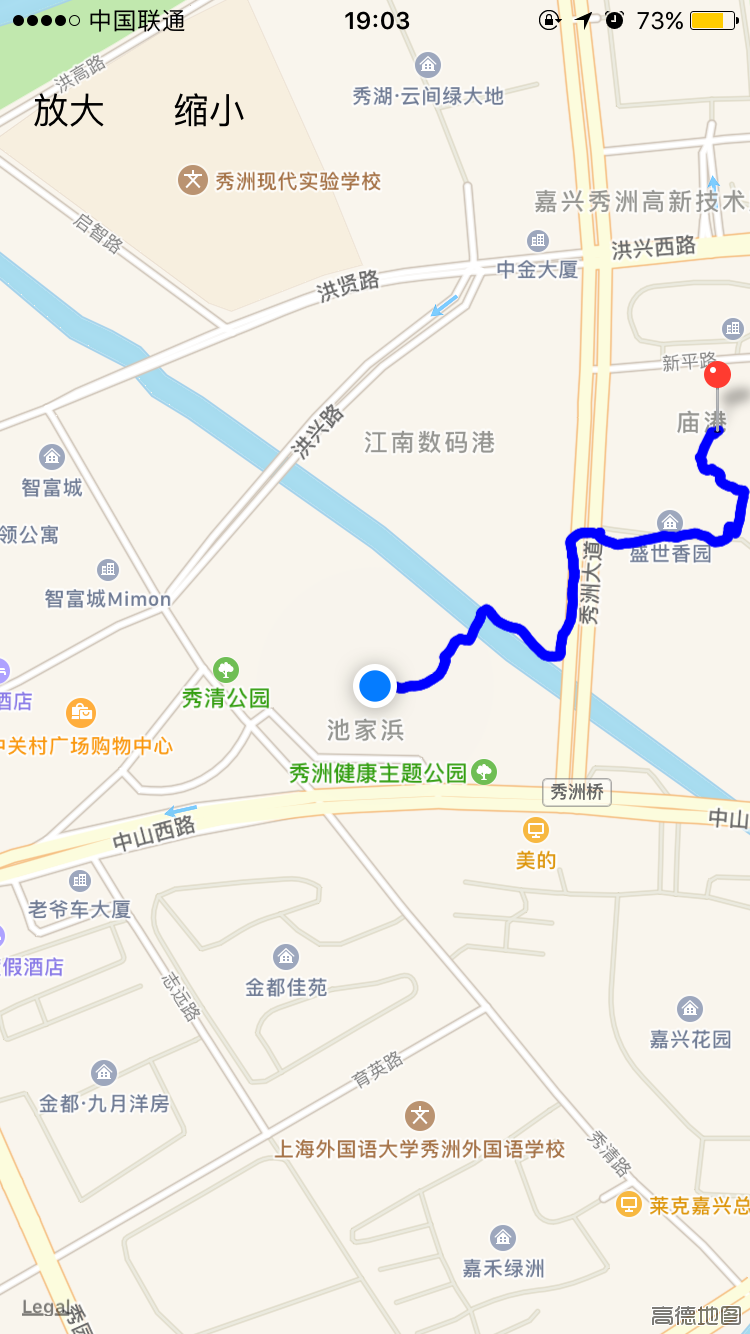 中国联通 19:03 73%
洪高路
放大 缩小
秀湖·云间绿大地
秀洲现代实验学校
嘉兴秀洲高新技术
启智路
洪兴西路
中金大厦
洪贤路
新平路
庙港
洪兴路
江南数码港
智富城
领公寓
盛世香园
秀洲大道
智富城Mimon
酒店
秀清公园
池家浜
中关村广场购物中心
秀洲健康主题公园
秀洲桥
中山
中山西路
美的
老爷车大厦
假酒店
志远路
金都佳苑
嘉兴花园
育英路
金都·九月洋房
上海外国语大学秀洲外国语学校
秀清路
莱克嘉兴总
嘉禾绿洲
Legal
秀园
高德地图